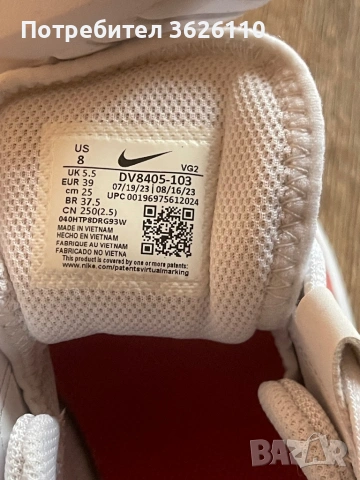 Потребител 3626110
US
8
VG2
UK 5.5
EUR 39
cm 25
BR 37.5
CN 250(2.5)
DV8405-103
07/19/23 08/16/23
UPC 00196975612024
040HTP8DRG93W
MADE IN VIETNAM
HECHO EN VIETNAM
FABRIQUE AU VIETNAM
FABRICADO NO VIETNA
This product is covered by one or more patents:
www.nike.com/patentsvirtualmarking
BAZAR